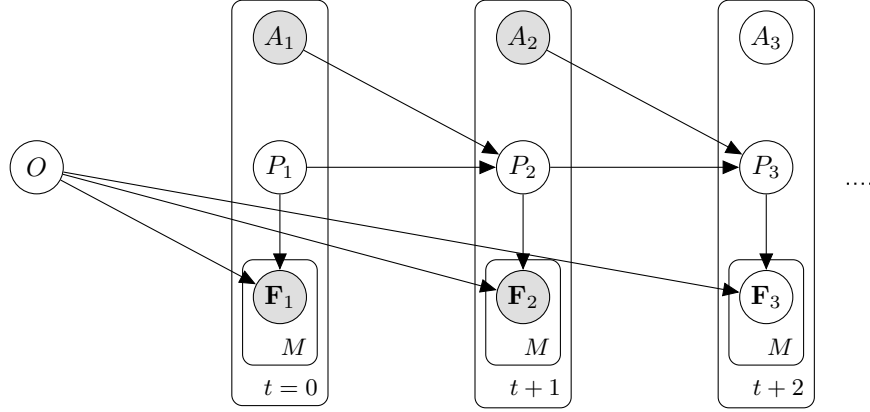 A₁ A₂ A₃
O P₁ P₂ P₃ ....
F₁ F₂ F₃
M M M
t = 0 t + 1 t + 2